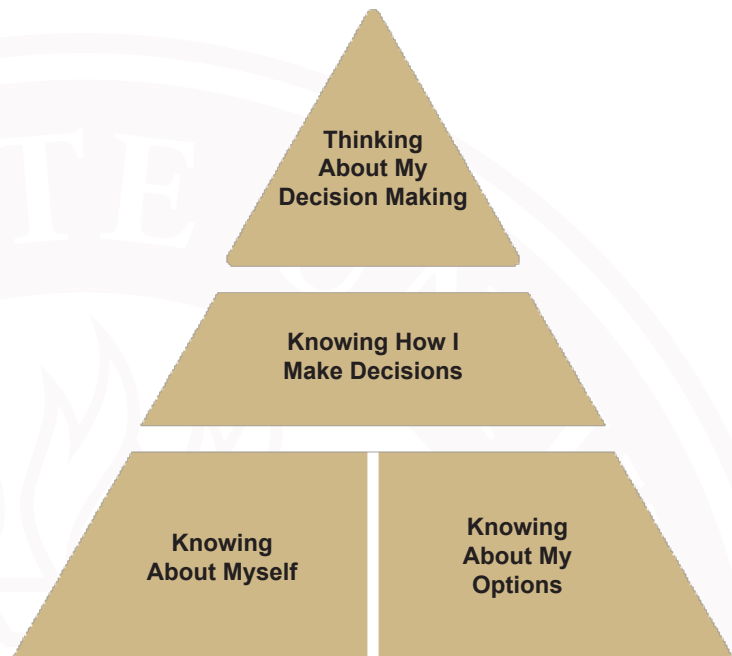 Thinking
About My
Decision Making
Knowing How I
Make Decisions
Knowing
About Myself
Knowing
About My
Options